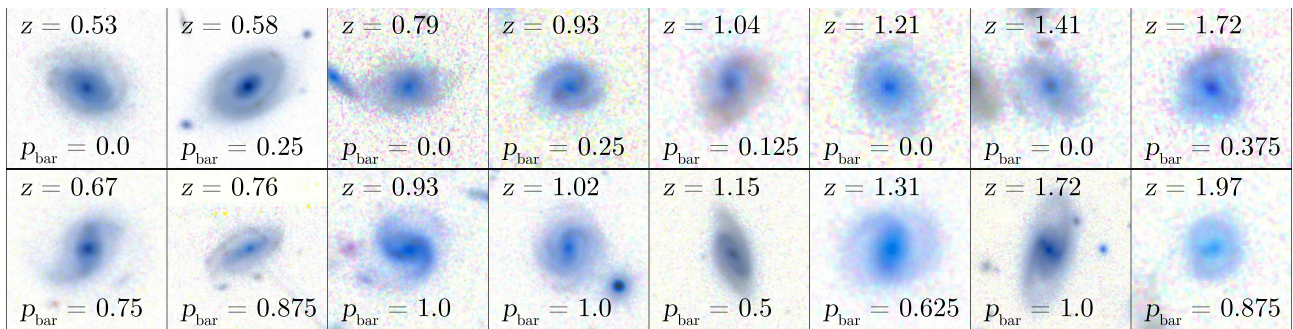 z = 0.53 z = 0.58 z = 0.79 z = 0.93 z = 1.04 z = 1.21 z = 1.41 z = 1.72
p_bar = 0.0 p_bar = 0.25 p_bar = 0.0 p_bar = 0.25 p_bar = 0.125 p_bar = 0.0 p_bar = 0.0 p_bar = 0.375
z = 0.67 z = 0.76 z = 0.93 z = 1.02 z = 1.15 z = 1.31 z = 1.72 z = 1.97
p_bar = 0.75 p_bar = 0.875 p_bar = 1.0 p_bar = 1.0 p_bar = 0.5 p_bar = 0.625 p_bar = 1.0 p_bar = 0.875